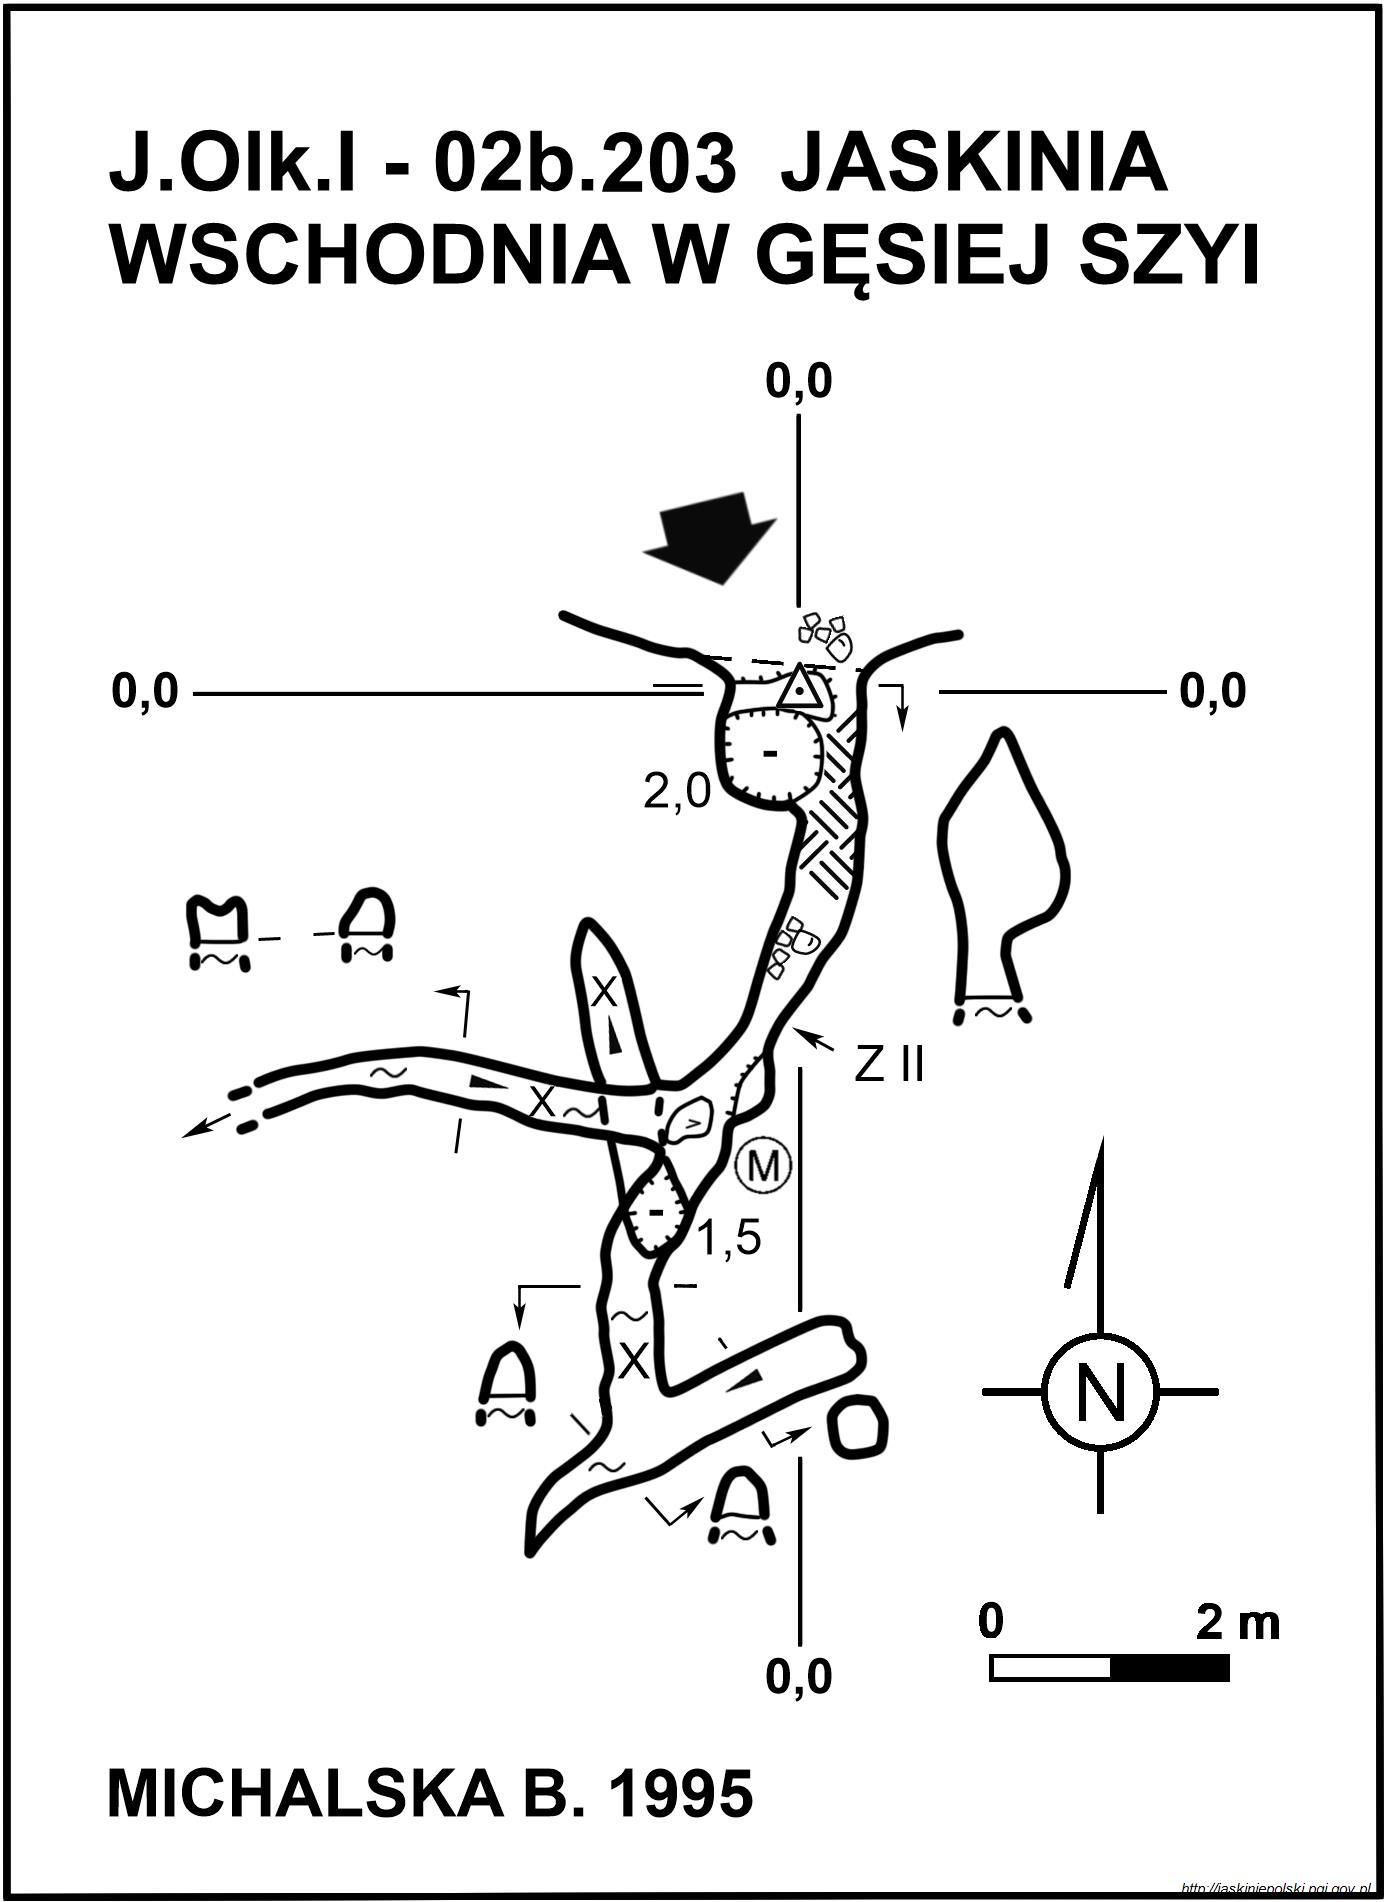 J.Olk.I - 02b.203 JASKINIA
WSCHODNIA W GĘSIEJ SZYI
0,0
0,0
0,0
2,0
X
Z II
X
M
1,5
X
N
0 2 m
0,0
MICHALSKA B. 1995
http://jaskiniepolski.pgi.gov.pl